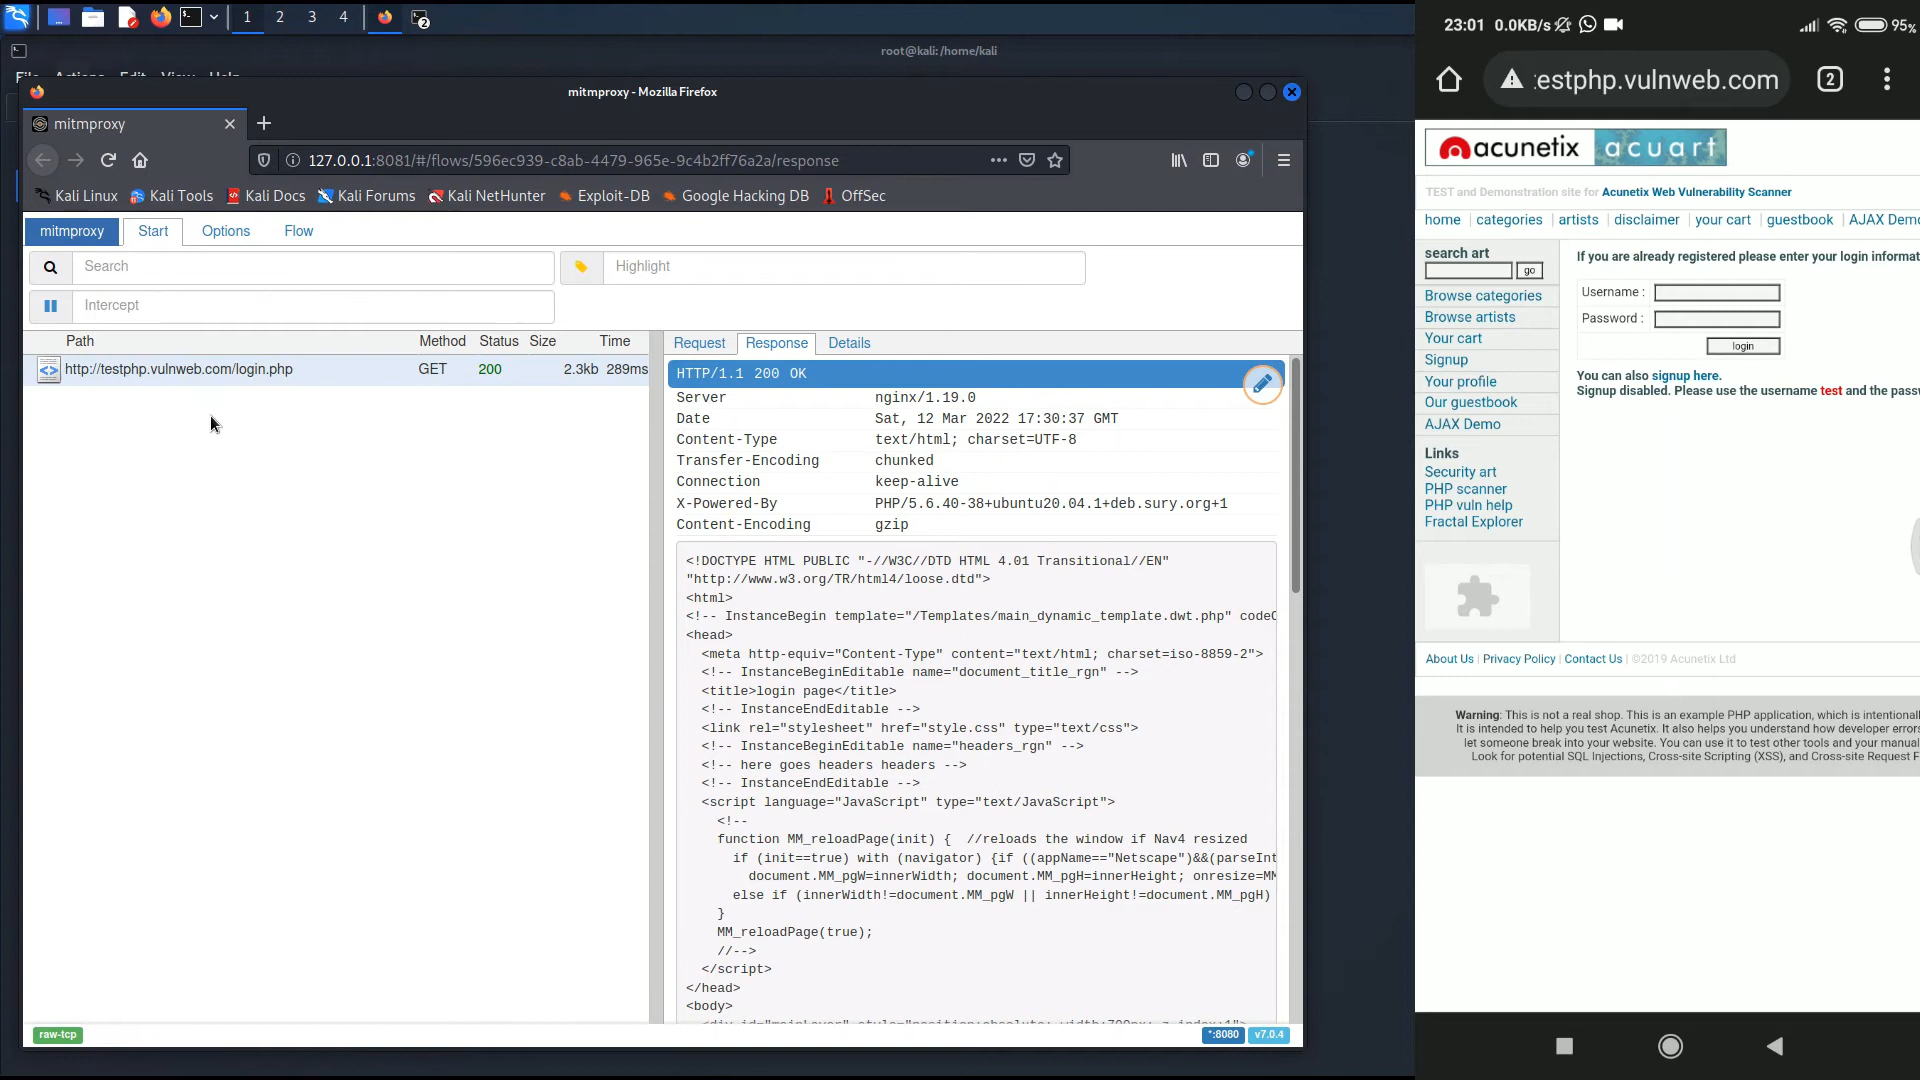 1 2 3 4 2
root@kali: /home/kali
File Actions Edit View Help
mitmproxy - Mozilla Firefox
mitmproxy
127.0.0.1:8081/#/flows/596ec939-c8ab-4479-965e-9c4b2ff76a2a/response
Kali Linux Kali Tools Kali Docs Kali Forums Kali NetHunter Exploit-DB Google Hacking DB OffSec
mitmproxy Start Options Flow
Search Highlight
Intercept
Path Method Status Size Time
http://testphp.vulnweb.com/login.php GET 200 2.3kb 289ms
Request Response Details
HTTP/1.1 200 OK
Server nginx/1.19.0
Date Sat, 12 Mar 2022 17:30:37 GMT
Content-Type text/html; charset=UTF-8
Transfer-Encoding chunked
Connection keep-alive
X-Powered-By PHP/5.6.40-38+ubuntu20.04.1+deb.sury.org+1
Content-Encoding gzip
<!DOCTYPE HTML PUBLIC "-//W3C//DTD HTML 4.01 Transitional//EN"
"http://www.w3.org/TR/html4/loose.dtd">
<html>
<!-- InstanceBegin template="/Templates/main_dynamic_template.dwt.php"
<head>
<meta http-equiv="Content-Type" content="text/html; charset=iso-8859-2">
<!-- InstanceBeginEditable name="document_title_rgn" -->
<title>login page</title>
<!-- InstanceEndEditable -->
<link rel="stylesheet" href="style.css" type="text/css">
<!-- InstanceBeginEditable name="headers_rgn" -->
<!-- here goes headers headers -->
<!-- InstanceEndEditable -->
<script language="JavaScript" type="text/JavaScript">
<!--
function MM_reloadPage(init) { //reloads the window if Nav4 resized
if (init==true) with (navigator) {if ((appName=="Netscape")&&(parseInt
document.MM_pgW=innerWidth; document.MM_pgH=innerHeight; onresize=MM
else if (innerWidth!=document.MM_pgW || innerHeight!=document.MM_pgH)
}
MM_reloadPage(true);
//-->
</script>
</head>
<body>
raw-tcp *:8080 v7.0.4
23:01 0.0KB/s 95%
estphp.vulnweb.com 2
acunetix acuart
TEST and Demonstration site for Acunetix Web Vulnerability Scanner
home | categories | artists | disclaimer | your cart | guestbook | AJAX Demo
search art
go
Browse categories
Browse artists
Your cart
Signup
Your profile
Our guestbook
AJAX Demo
Links
Security art
PHP scanner
PHP vuln help
Fractal Explorer
If you are already registered please enter your login informat
Username :
Password :
login
You can also signup here.
Signup disabled. Please use the username test and the passw
About Us | Privacy Policy | Contact Us | ©2019 Acunetix Ltd
Warning: This is not a real shop. This is an example PHP application, which is intentional
It is intended to help you test Acunetix. It also helps you understand how developer errors
let someone break into your website. You can use it to test other tools and your manual
Look for potential SQL Injections, Cross-site Scripting (XSS), and Cross-site Request F